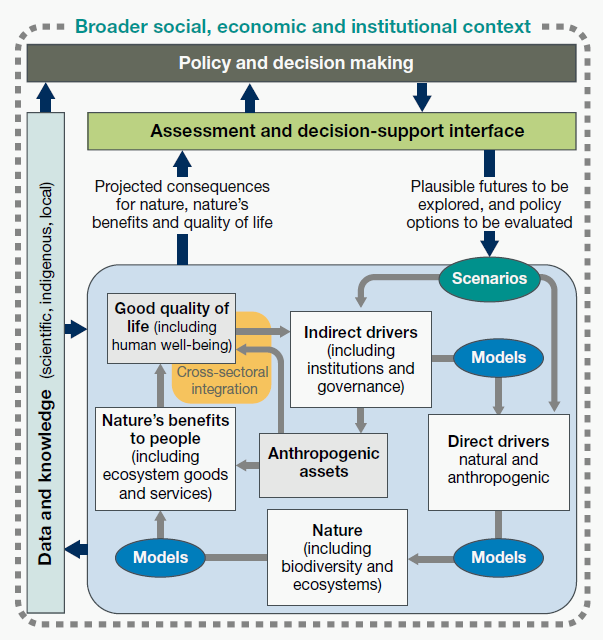 Broader social, economic and institutional context
Policy and decision making
Assessment and decision-support interface
Data and knowledge (scientific, indigenous, local)
Projected consequences
for nature, nature's
benefits and quality of life
Plausible futures to be
explored, and policy
options to be evaluated
Scenarios
Good quality of
life (including
human well-being)
Cross-sectoral
integration
Indirect drivers
(including
institutions and
governance)
Models
Nature's benefits
to people
(including
ecosystem goods
and services)
Anthropogenic
assets
Direct drivers
natural and
anthropogenic
Models
Nature
(including
biodiversity and
ecosystems)
Models